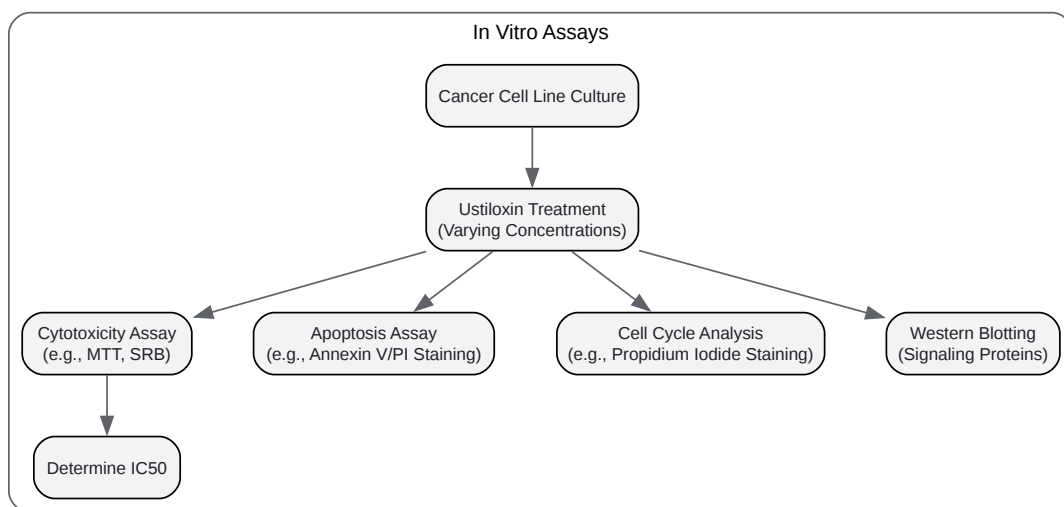 In Vitro Assays
Cancer Cell Line Culture
Ustiloxin Treatment
(Varying Concentrations)
Cytotoxicity Assay
(e.g., MTT, SRB)
Apoptosis Assay
(e.g., Annexin V/PI Staining)
Cell Cycle Analysis
(e.g., Propidium Iodide Staining)
Western Blotting
(Signaling Proteins)
Determine IC50